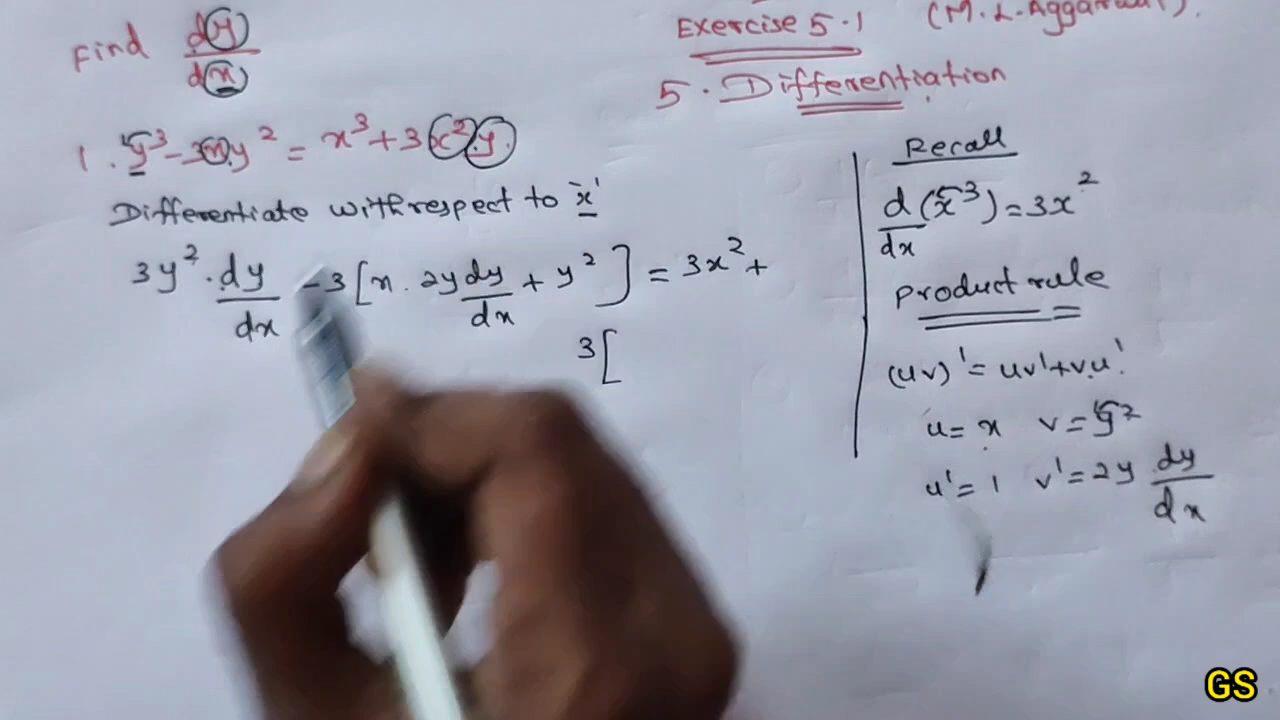 Find dy/dx
Exercise 5.1 (M.L.Aggarwal).
5. Differentiation
1. y³-3xy² = x³+3x²y.
Differentiate with respect to 'x'
3y².dy/dx -3[x.2y dy/dx + y²] = 3x²+
3[
Recall
d/dx(x³)=3x²
product rule
(uv)'=uv'+v.u'.
u= x v=y²
u'=1 v'=2y dy/dx
GS